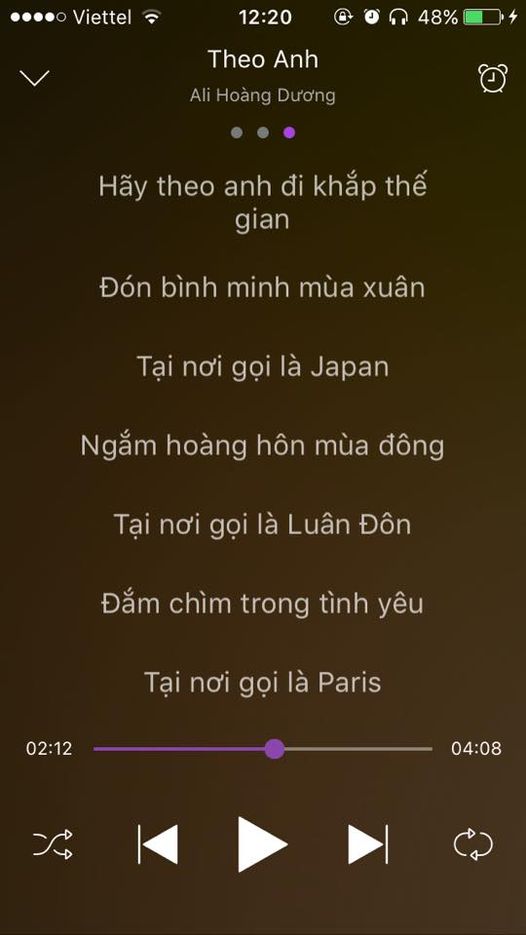 Viettel 12:20 48%
Theo Anh
Ali Hoàng Dương
Hãy theo anh đi khắp thế
gian
Đón bình minh mùa xuân
Tại nơi gọi là Japan
Ngắm hoàng hôn mùa đông
Tại nơi gọi là Luân Đôn
Đắm chìm trong tình yêu
Tại nơi gọi là Paris
02:12 04:08